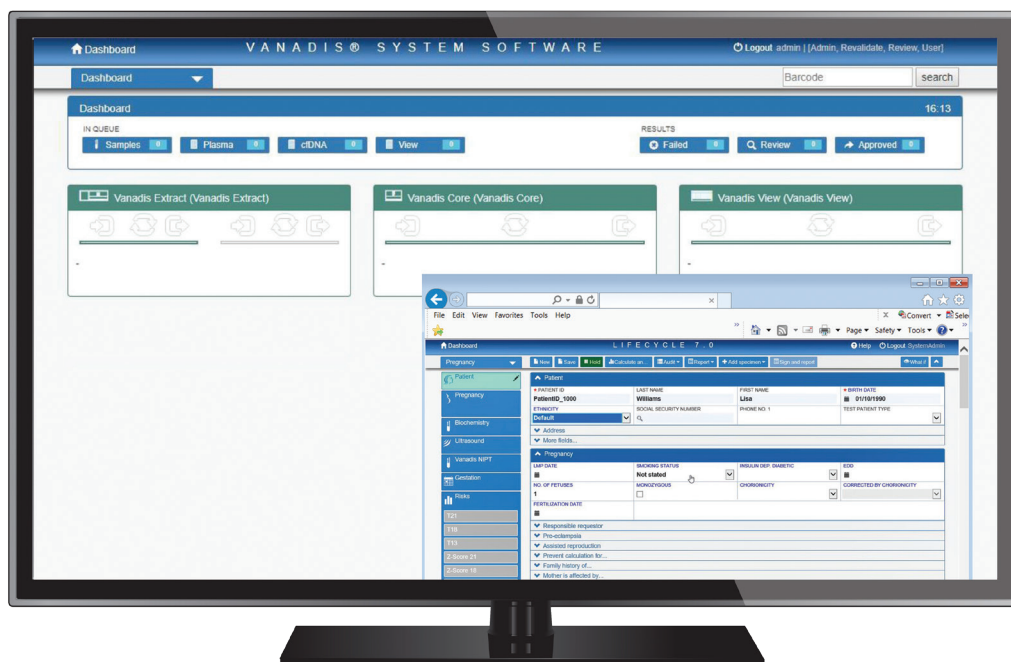 Dashboard VANADIS® SYSTEM SOFTWARE Logout admin | [Admin, Revalidate, Review, User]
Dashboard Barcode search
Dashboard 16:13
IN QUEUE RESULTS
Samples 0 Plasma 0 cfDNA 0 View 0 Failed 0 Review 0 Approved 0
Vanadis Extract (Vanadis Extract) Vanadis Core (Vanadis Core) Vanadis View (Vanadis View)
- - -
File Edit View Favorites Tools Help x Convert Sele
Page Safety Tools
Dashboard LIFECYCLE 7.0 Help Logout SystemAdmin
Pregnancy New Save Hold Calculate an... Audit Report Add specimen Sign and report What if
Patient
Pregnancy
Biochemistry
Ultrasound
Vanadis NIPT
Gestation
Risks
T21
T18
T13
Z-Score 21
Z-Score 18
Patient
PATIENT ID LAST NAME FIRST NAME BIRTH DATE
PatientID_1000 Williams Lisa 01/10/1990
ETHNICITY SOCIAL SECURITY NUMBER PHONE NO. 1 TEST PATIENT TYPE
Default
Address
More fields...
Pregnancy
LMP DATE SMOKING STATUS INSULIN DEP. DIABETIC EDD
Not stated
NO. OF FETUSES MONOZYGOUS CHORIONICITY CORRECTED BY CHORIONICITY
1
FERTILIZATION DATE
Responsible requestor
Pre-eclampsia
Assisted reproduction
Prevent calculation for...
Family history of...
Mother is affected by...